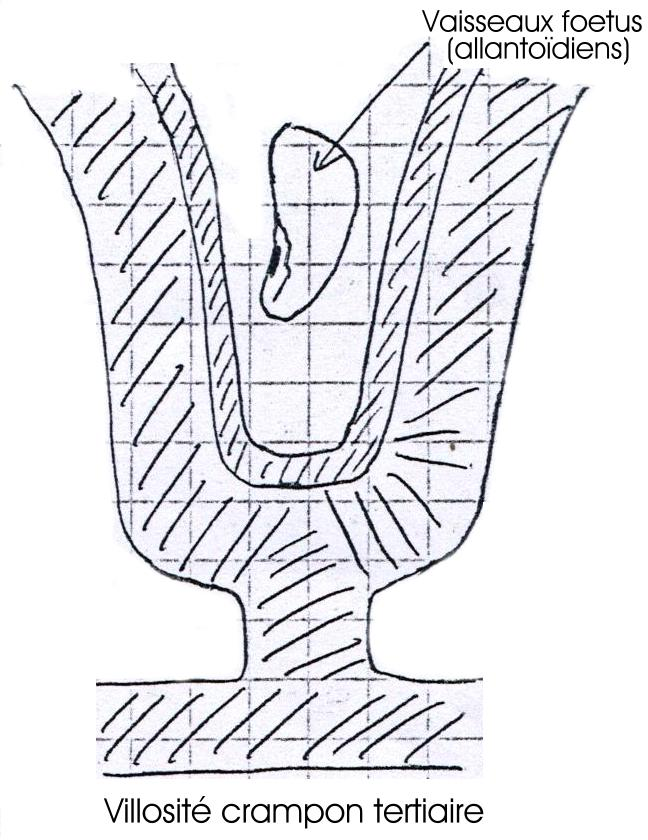 Vaisseaux foetus
(allantoïdiens)
Villosité crampon tertiaire